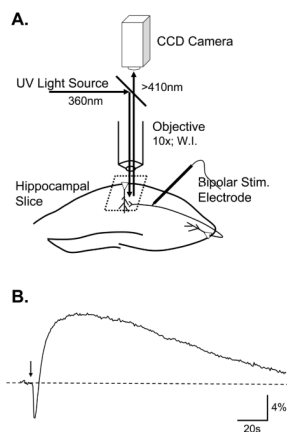 A.
CCD Camera
UV Light Source
360nm
>410nm
Objective
10x; W.I.
Hippocampal
Slice
Bipolar Stim.
Electrode
B.
4%
20s